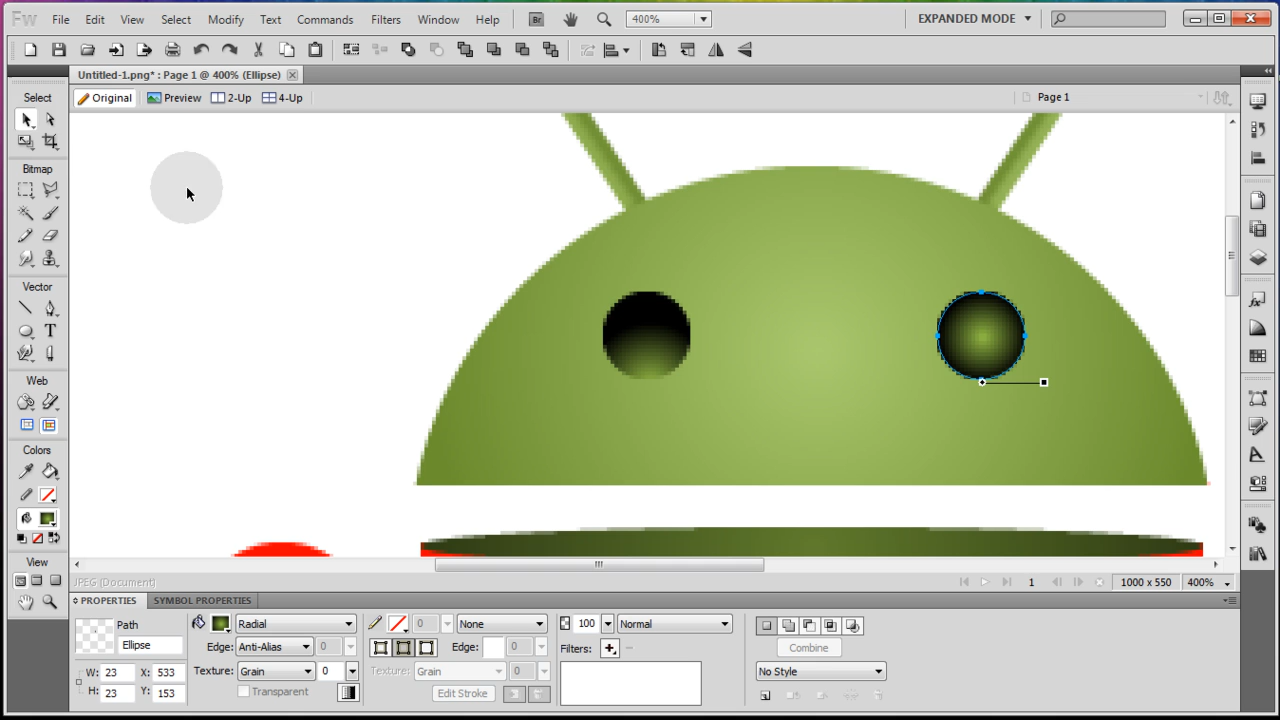 Fw File Edit View Select Modify Text Commands Filters Window Help Br 400% EXPANDED MODE
Untitled-1.png* : Page 1 @ 400% (Ellipse)
Original Preview 2-Up 4-Up Page 1
Select
Bitmap
Vector
T
Web
Colors
View
JPEG (Document) 1 1000 x 550 400%
PROPERTIES SYMBOL PROPERTIES
Path Radial 0 None 100 Normal
Ellipse Edge: Anti-Alias 0 Edge: 0 Filters: Combine
W: 23 X: 533 Texture: Grain 0 Texture: Grain 0 No Style
H: 23 Y: 153 Transparent Edit Stroke